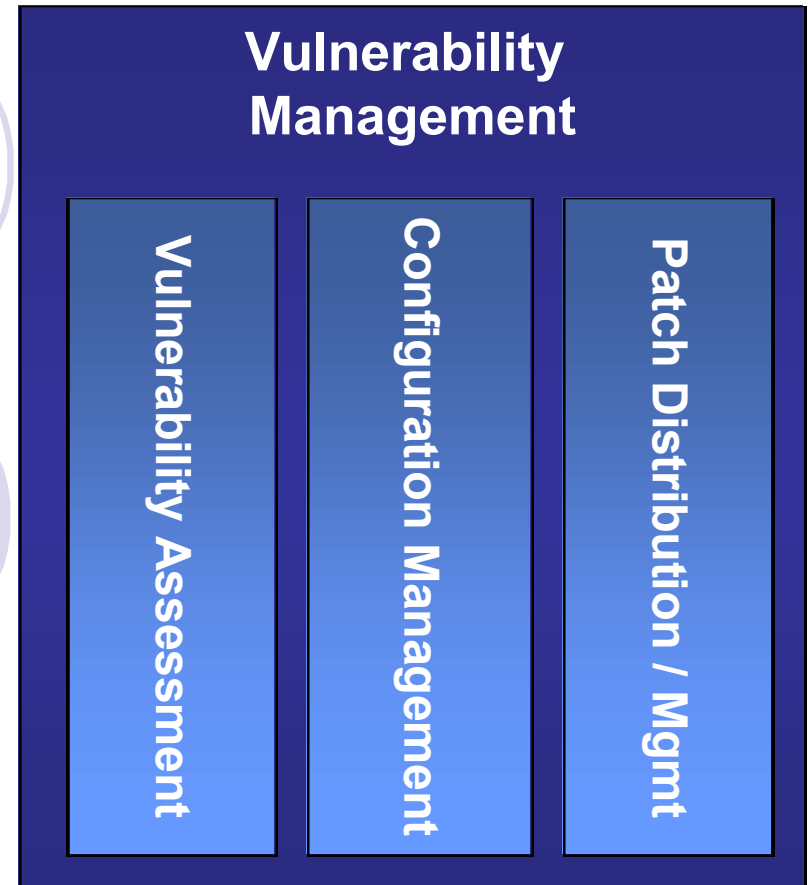 Vulnerability
Management
Vulnerability Assessment
Configuration Management
Patch Distribution / Mgmt